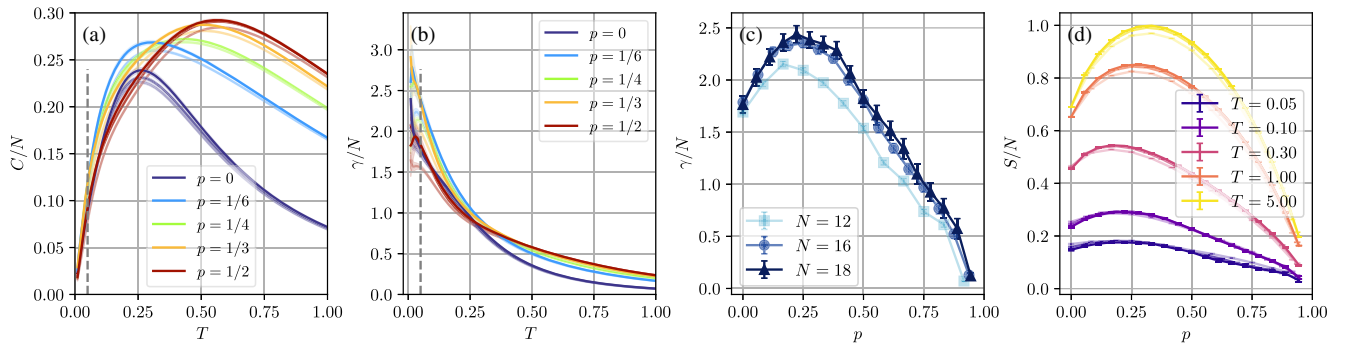 (a)
C/N
0.30
0.25
0.20
0.15
0.10
0.05
0.00
p = 0
p = 1/6
p = 1/4
p = 1/3
p = 1/2
0.00 0.25 0.50 0.75 1.00
T
(b)
γ/N
3.0
2.5
2.0
1.5
1.0
0.5
0.0
p = 0
p = 1/6
p = 1/4
p = 1/3
p = 1/2
0.00 0.25 0.50 0.75 1.00
T
(c)
γ/N
2.5
2.0
1.5
1.0
0.5
0.0
N = 12
N = 16
N = 18
0.00 0.25 0.50 0.75 1.00
p
(d)
S/N
1.0
0.8
0.6
0.4
0.2
0.0
T = 0.05
T = 0.10
T = 0.30
T = 1.00
T = 5.00
0.00 0.25 0.50 0.75 1.00
p